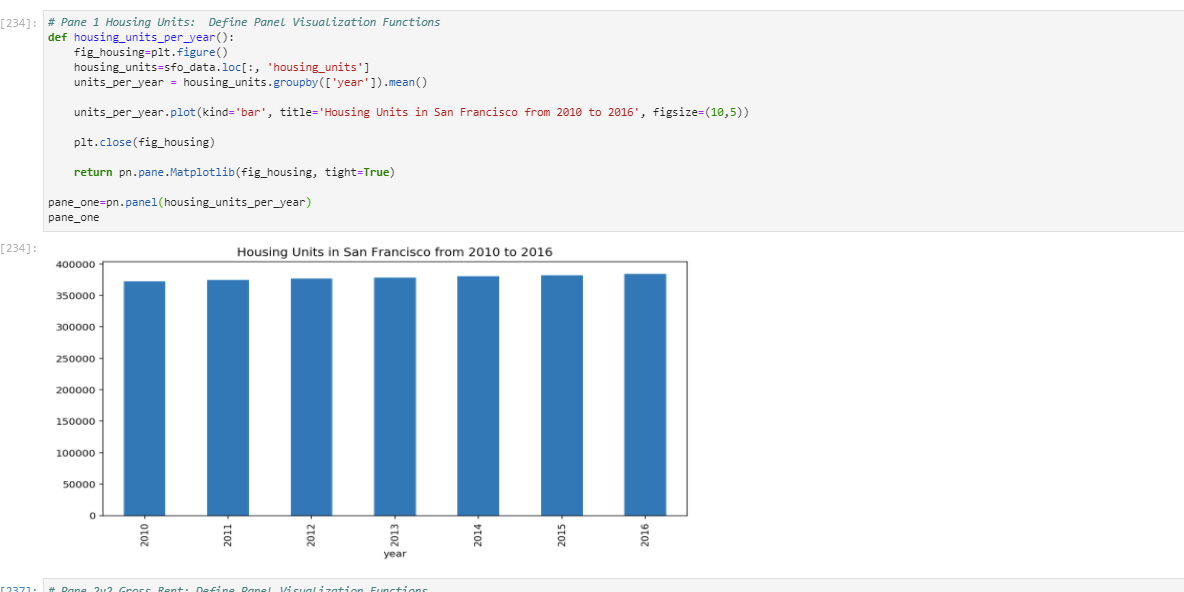 [234]: # Pane 1 Housing Units:  Define Panel Visualization Functions
def housing_units_per_year():
    fig_housing=plt.figure()
    housing_units=sfo_data.loc[:, 'housing_units']
    units_per_year = housing_units.groupby(['year']).mean()
    units_per_year.plot(kind='bar', title='Housing Units in San Francisco from 2010 to 2016', figsize=(10,5))
    plt.close(fig_housing)
    return pn.pane.Matplotlib(fig_housing, tight=True)
pane_one=pn.panel(housing_units_per_year)
pane_one
[234]:
Housing Units in San Francisco from 2010 to 2016
400000
350000
300000
250000
200000
150000
100000
50000
0
2010 2011 2012 2013 2014 2015 2016
year
[237]: # Pane 2v2 Gross Rent: Define Panel Visualization Functions